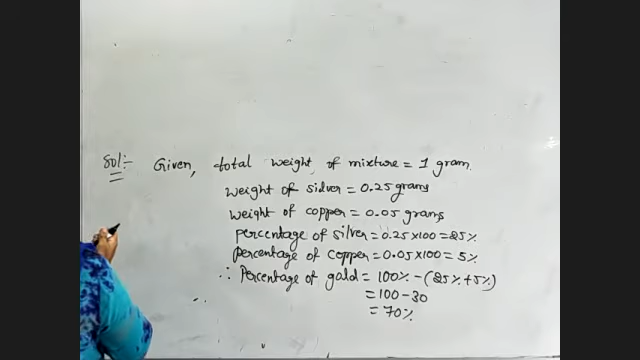 Sol:- Given, total weight of mixture = 1 gram.
weight of silver = 0.25 grams
weight of copper = 0.05 grams
percentage of silver = 0.25×100 = 25%
percentage of copper = 0.05×100 = 5%
∴ Percentage of gold = 100% - (25%+5%)
= 100-30
= 70%